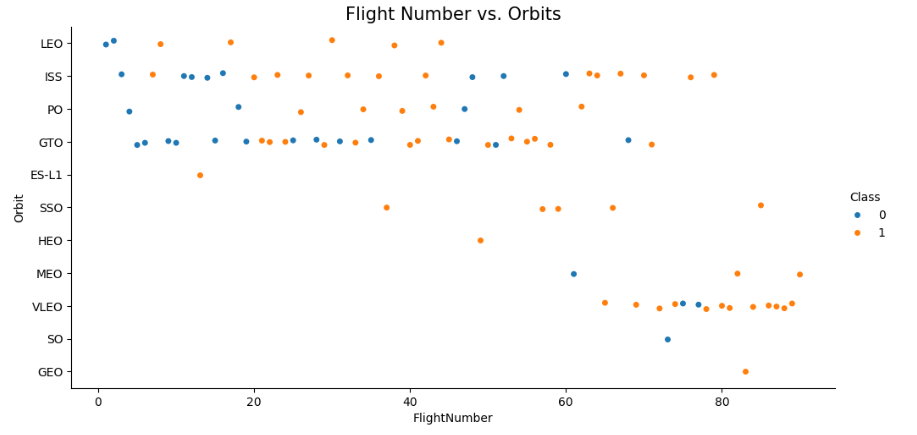 Flight Number vs. Orbits
LEO
ISS
PO
GTO
ES-L1
SSO
HEO
MEO
VLEO
SO
GEO
Orbit
0
20
40
60
80
FlightNumber
Class
0
1